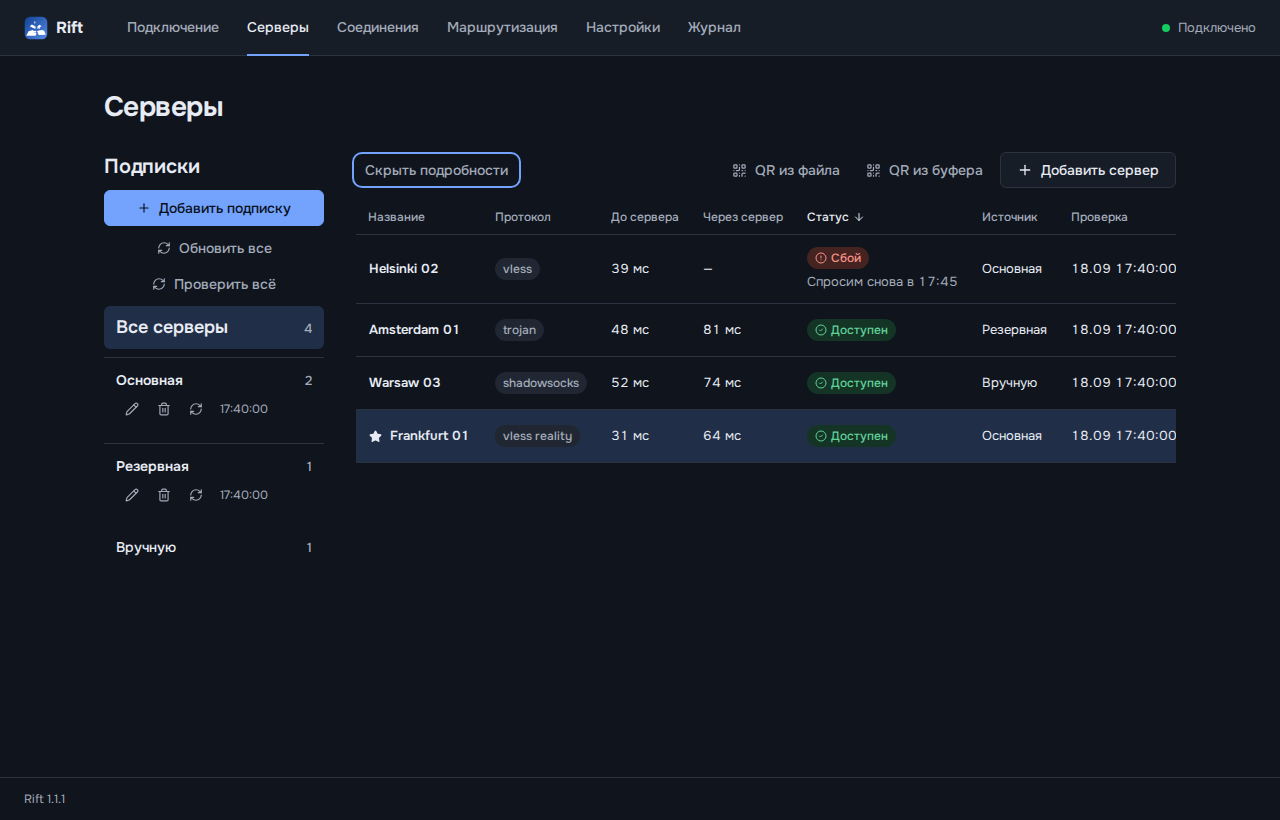 Rift Подключение Серверы Соединения Маршрутизация Настройки Журнал Подключено
Серверы
Подписки
Добавить подписку
Обновить все
Проверить всё
Все серверы 4
Основная 2
17:40:00
Резервная 1
17:40:00
Вручную 1
Скрыть подробности QR из файла QR из буфера Добавить сервер
Название Протокол До сервера Через сервер Статус Источник Проверка
Helsinki 02 vless 39 мс – Сбой Основная 18.09 17:40:00
Спросим снова в 17:45
Amsterdam 01 trojan 48 мс 81 мс Доступен Резервная 18.09 17:40:00
Warsaw 03 shadowsocks 52 мс 74 мс Доступен Вручную 18.09 17:40:00
Frankfurt 01 vless reality 31 мс 64 мс Доступен Основная 18.09 17:40:00
Rift 1.1.1